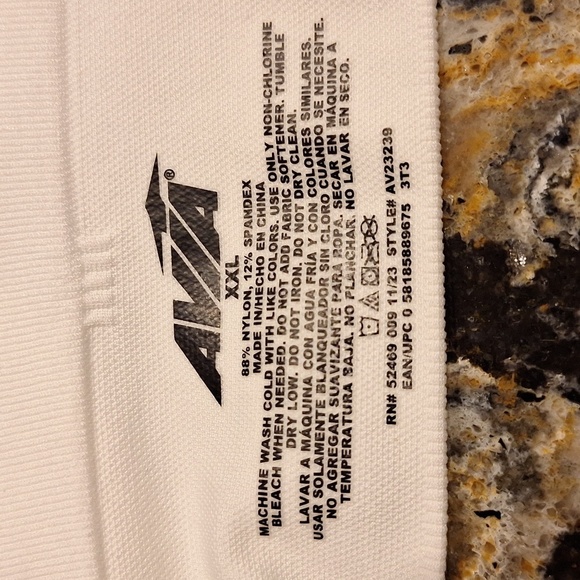 AVIA®
XXL
88% NYLON, 12% SPANDEX
MADE IN/HECHO EN CHINA
MACHINE WASH COLD WITH LIKE COLORS. USE ONLY NON-CHLORINE
BLEACH WHEN NEEDED. DO NOT ADD FABRIC SOFTENER. TUMBLE
DRY LOW. DO NOT IRON. DO NOT DRY CLEAN.
LAVAR A MÁQUINA CON AGUA FRÍA Y CON COLORES SIMILARES.
USAR SOLAMENTE BLANQUEADOR SIN CLORO CUANDO SE NECESITE.
NO AGREGAR SUAVIZANTE PARA ROPA. SECAR EN MÁQUINA A
TEMPERATURA BAJA. NO PLANCHAR. NO LAVAR EN SECO.
RN# 52469 009 11/23 STYLE# AV23239
EAN/UPC 0 58185889675 3T3